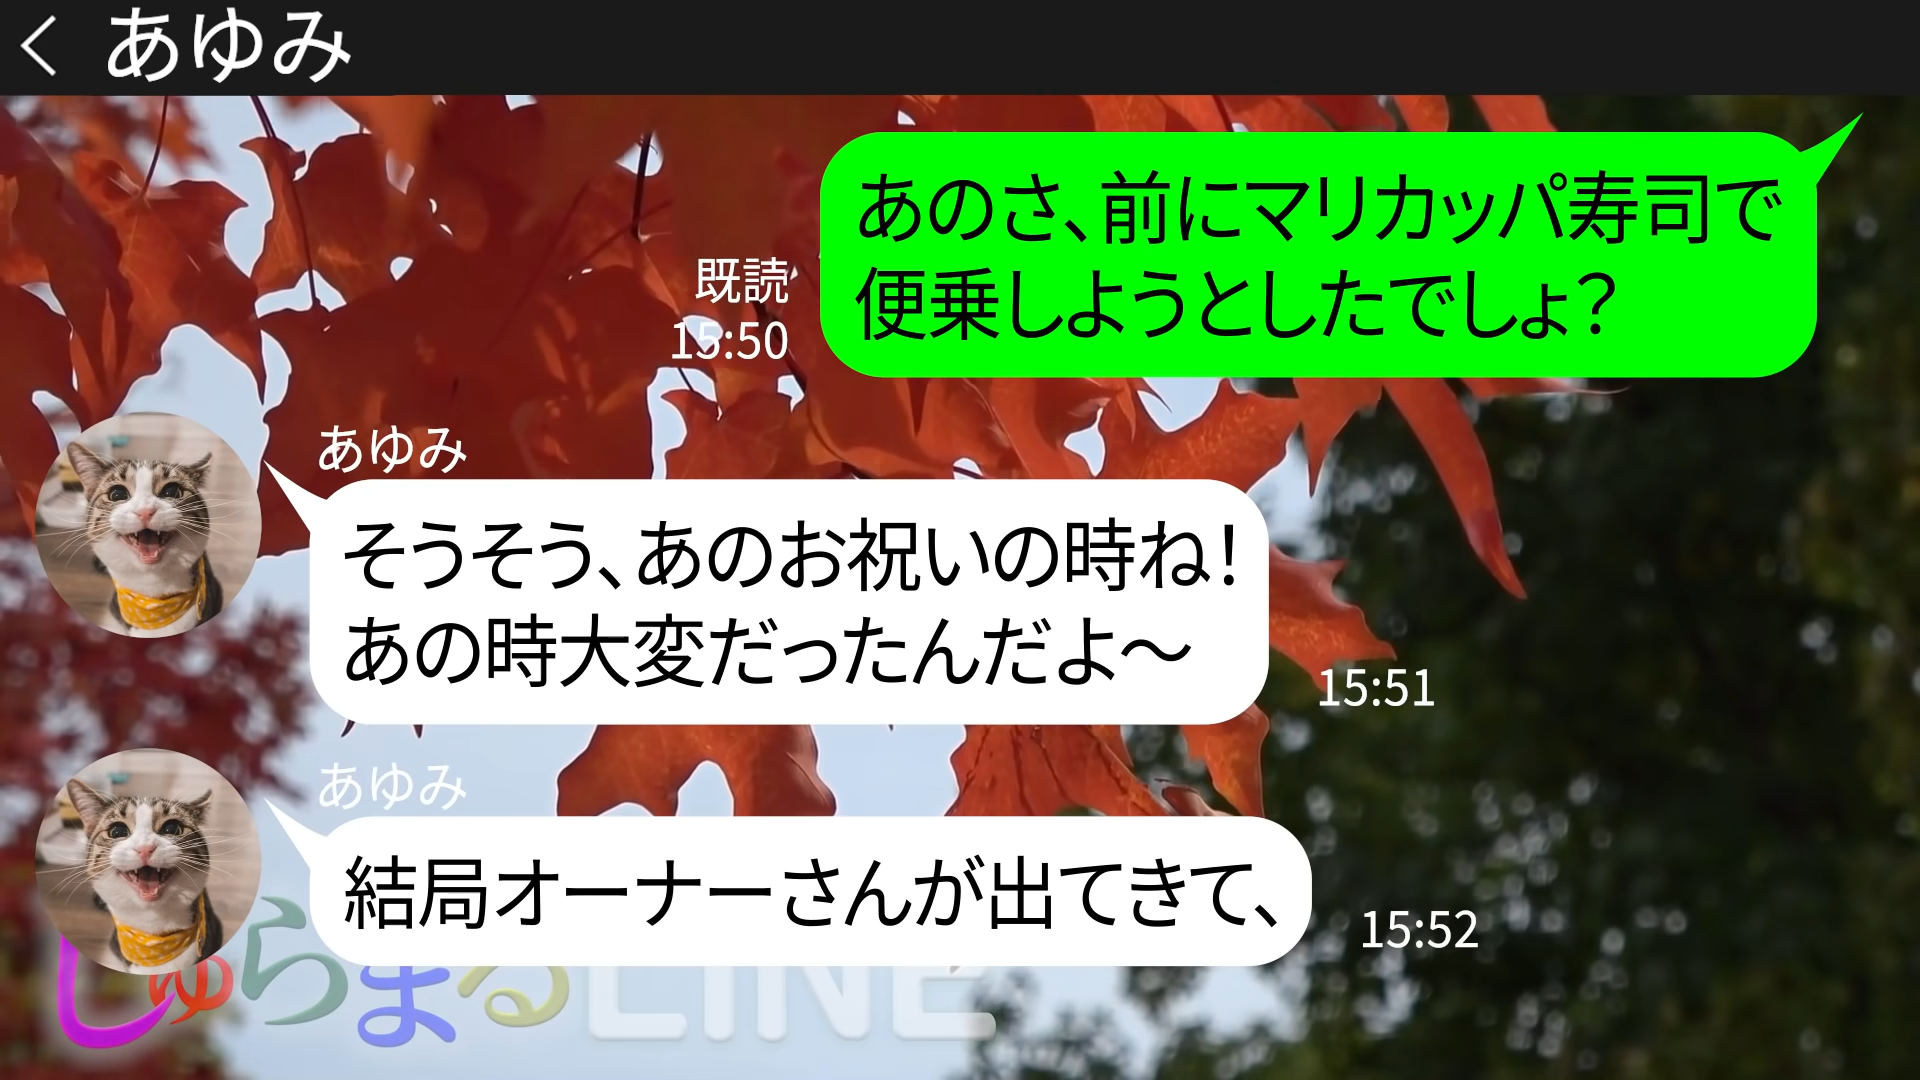 あゆみ
あのさ、前にマリカッパ寿司で
便乗しようとしたでしょ?
既読
15:50
あゆみ
そうそう、あのお祝いの時ね!
あの時大変だったんだよ〜
15:51
あゆみ
結局オーナーさんが出てきて、
15:52
しゅらまるLINE